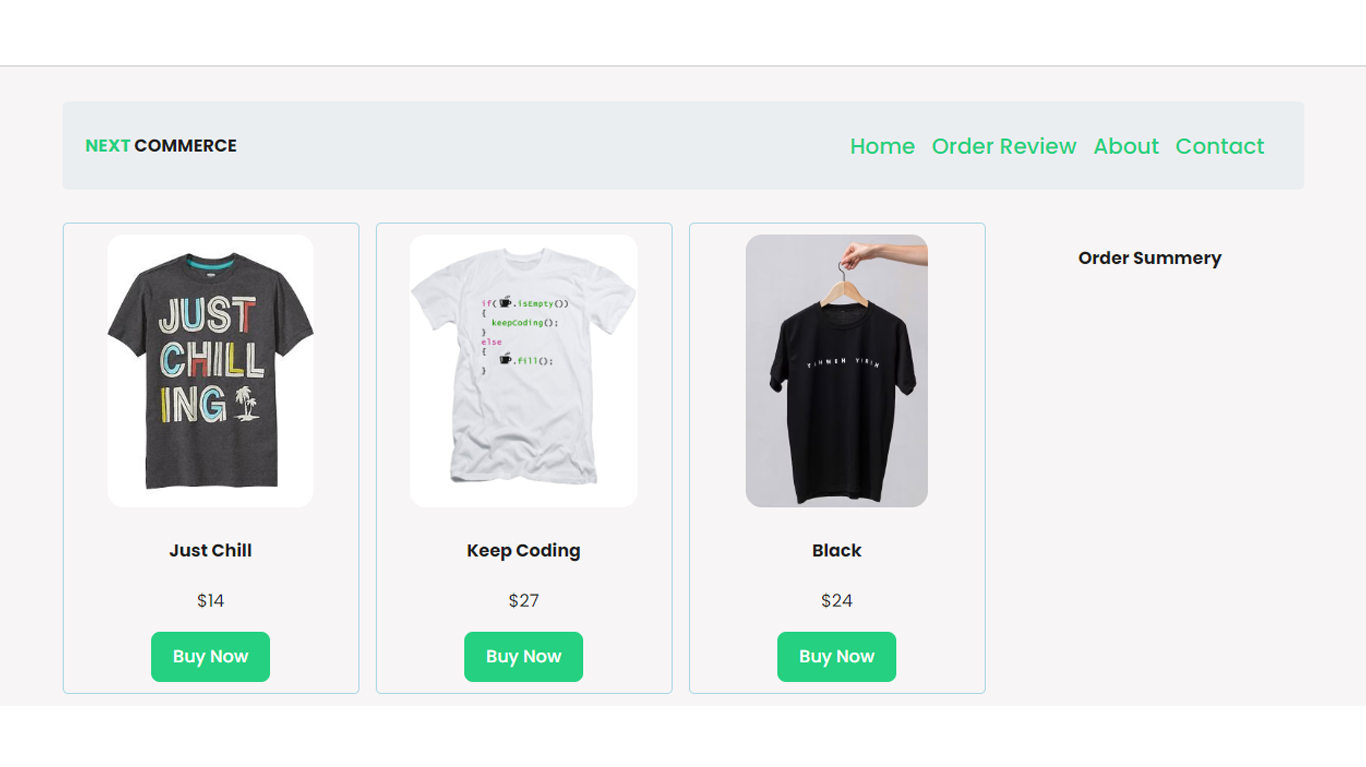 NEXT COMMERCE
Home Order Review About Contact
JUST
CHILL
ING
if( .isEmpty())
{
keepCoding();
}
else
{
.fill();
}
Order Summery
Just Chill
Keep Coding
Black
$14
$27
$24
Buy Now
Buy Now
Buy Now